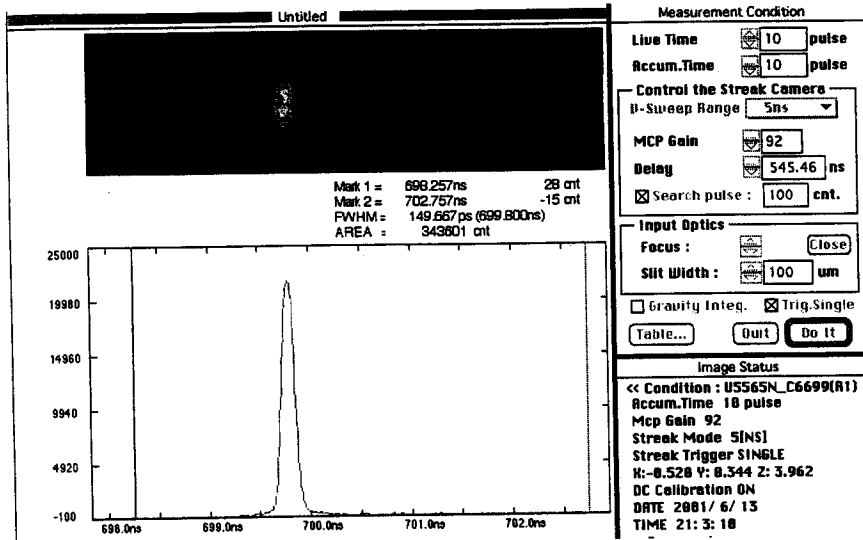 Untitled
Mark 1 = 698.257ns 28 cnt
Mark 2 = 702.757ns -15 cnt
FWHM = 149.667ps (699.800ns)
AREA = 343601 cnt
25000
19980
14960
9940
4920
-100
698.0ns 699.0ns 700.0ns 701.0ns 702.0ns
Measurement Condition
Live Time 10 pulse
Accum.Time 10 pulse
Control the Streak Camera
U-Sweep Range 5ns
MCP Gain 92
Delay 545.46 ns
Search pulse : 100 cnt.
Input Optics
Focus : Close
Slit Width : 100 um
Gravity Integ. Trig.Single
Table... Quit Do It
Image Status
<< Condition : U5565N_C6699(A1)
Accum.Time 10 pulse
Mcp Gain 92
Streak Mode 5[NS]
Streak Trigger SINGLE
X:-0.520 Y: 0.344 Z: 3.962
DC Calibration ON
DATE 2001/ 6/ 13
TIME 21: 3: 10